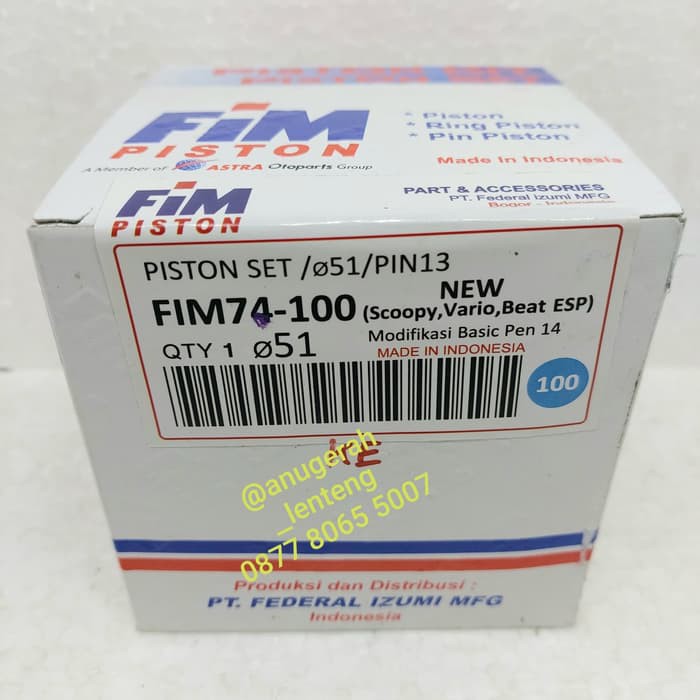 FiM
PISTON
A Member of ASTRA Otoparts Group
* Piston
* Ring Piston
* Pin Piston
Made in Indonesia
PART & ACCESSORIES
PT. Federal Izumi MFG
Bogor - Indonesia
FiM
PISTON
PISTON SET /ø51/PIN13
NEW
FIM74-100 (Scoopy,Vario,Beat ESP)
QTY 1 ø51 Modifikasi Basic Pen 14
MADE IN INDONESIA
100
@anugerah
_lenteng
0877 8065 5007
Produksi dan Distribusi :
PT. FEDERAL IZUMI MFG
Indonesia